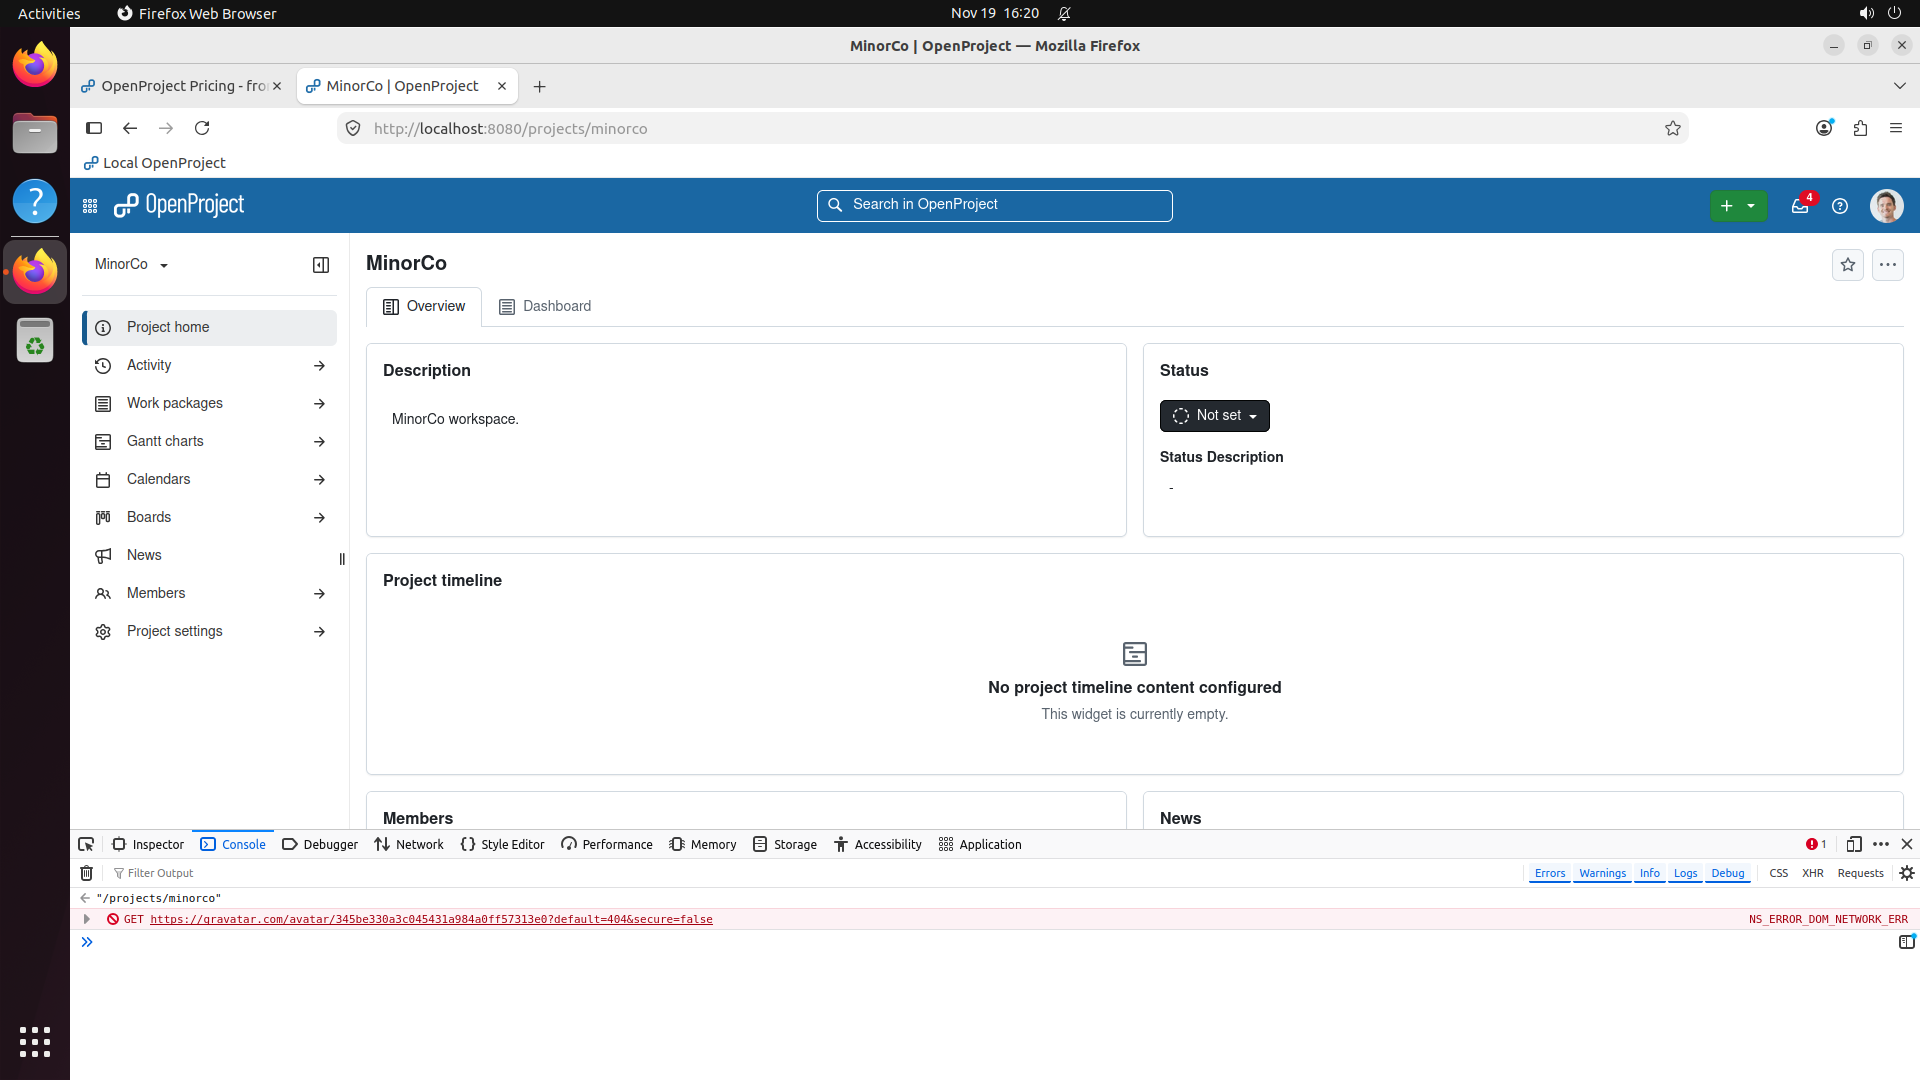 Activities
Firefox Web Browser
Nov 19 16:20
MinorCo | OpenProject — Mozilla Firefox
OpenProject Pricing - fro
MinorCo | OpenProject
http://localhost:8080/projects/minorco
Local OpenProject
OpenProject
Search in OpenProject
4
MinorCo
Project home
Activity
Work packages
Gantt charts
Calendars
Boards
News
Members
Project settings
MinorCo
Overview
Dashboard
Description
MinorCo workspace.
Status
Not set
Status Description
-
Project timeline
No project timeline content configured
This widget is currently empty.
Members
News
Inspector
Console
Debugger
Network
Style Editor
Performance
Memory
Storage
Accessibility
Application
1
Filter Output
Errors
Warnings
Info
Logs
Debug
CSS
XHR
Requests
"/projects/minorco"
GET https://gravatar.com/avatar/345be330a3c045431a984a0ff57313e0?default=404&secure=false
NS_ERROR_DOM_NETWORK_ERR